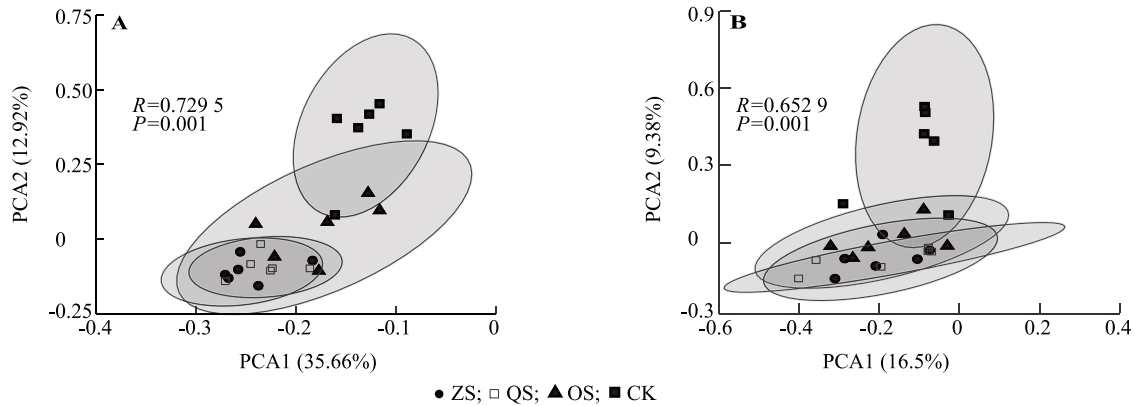 A
R=0.729 5
P=0.001
0.75
0.50
0.25
0
-0.25
PCA2 (12.92%)
-0.4
-0.3
-0.2
-0.1
0
PCA1 (35.66%)
B
R=0.652 9
P=0.001
0.9
0.6
0.3
0
-0.3
PCA2 (9.38%)
-0.6
-0.4
-0.2
0
0.2
0.4
PCA1 (16.5%)
● ZS; □ QS; ▲ OS; ■ CK